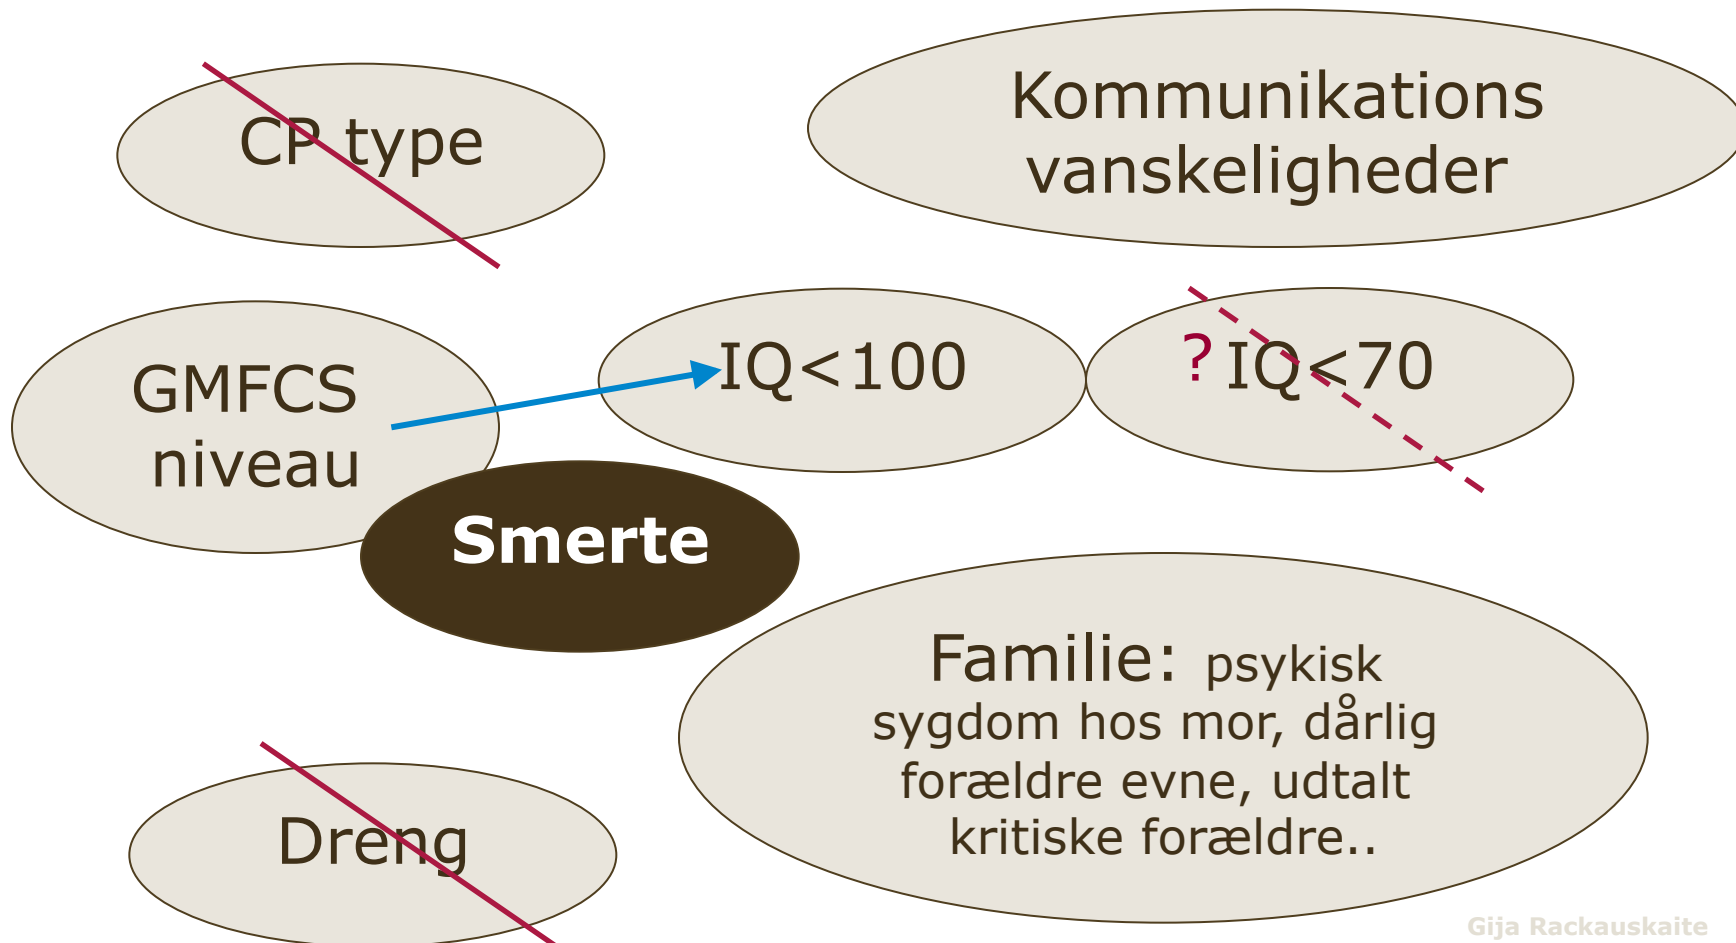 CP type
Kommunikations
vanskeligheder
GMFCS
niveau
IQ<100
? IQ<70
Smerte
Familie: psykisk
sygdom hos mor, dårlig
forældre evne, udtalt
kritiske forældre..
Dreng
Gija Rackauskaite